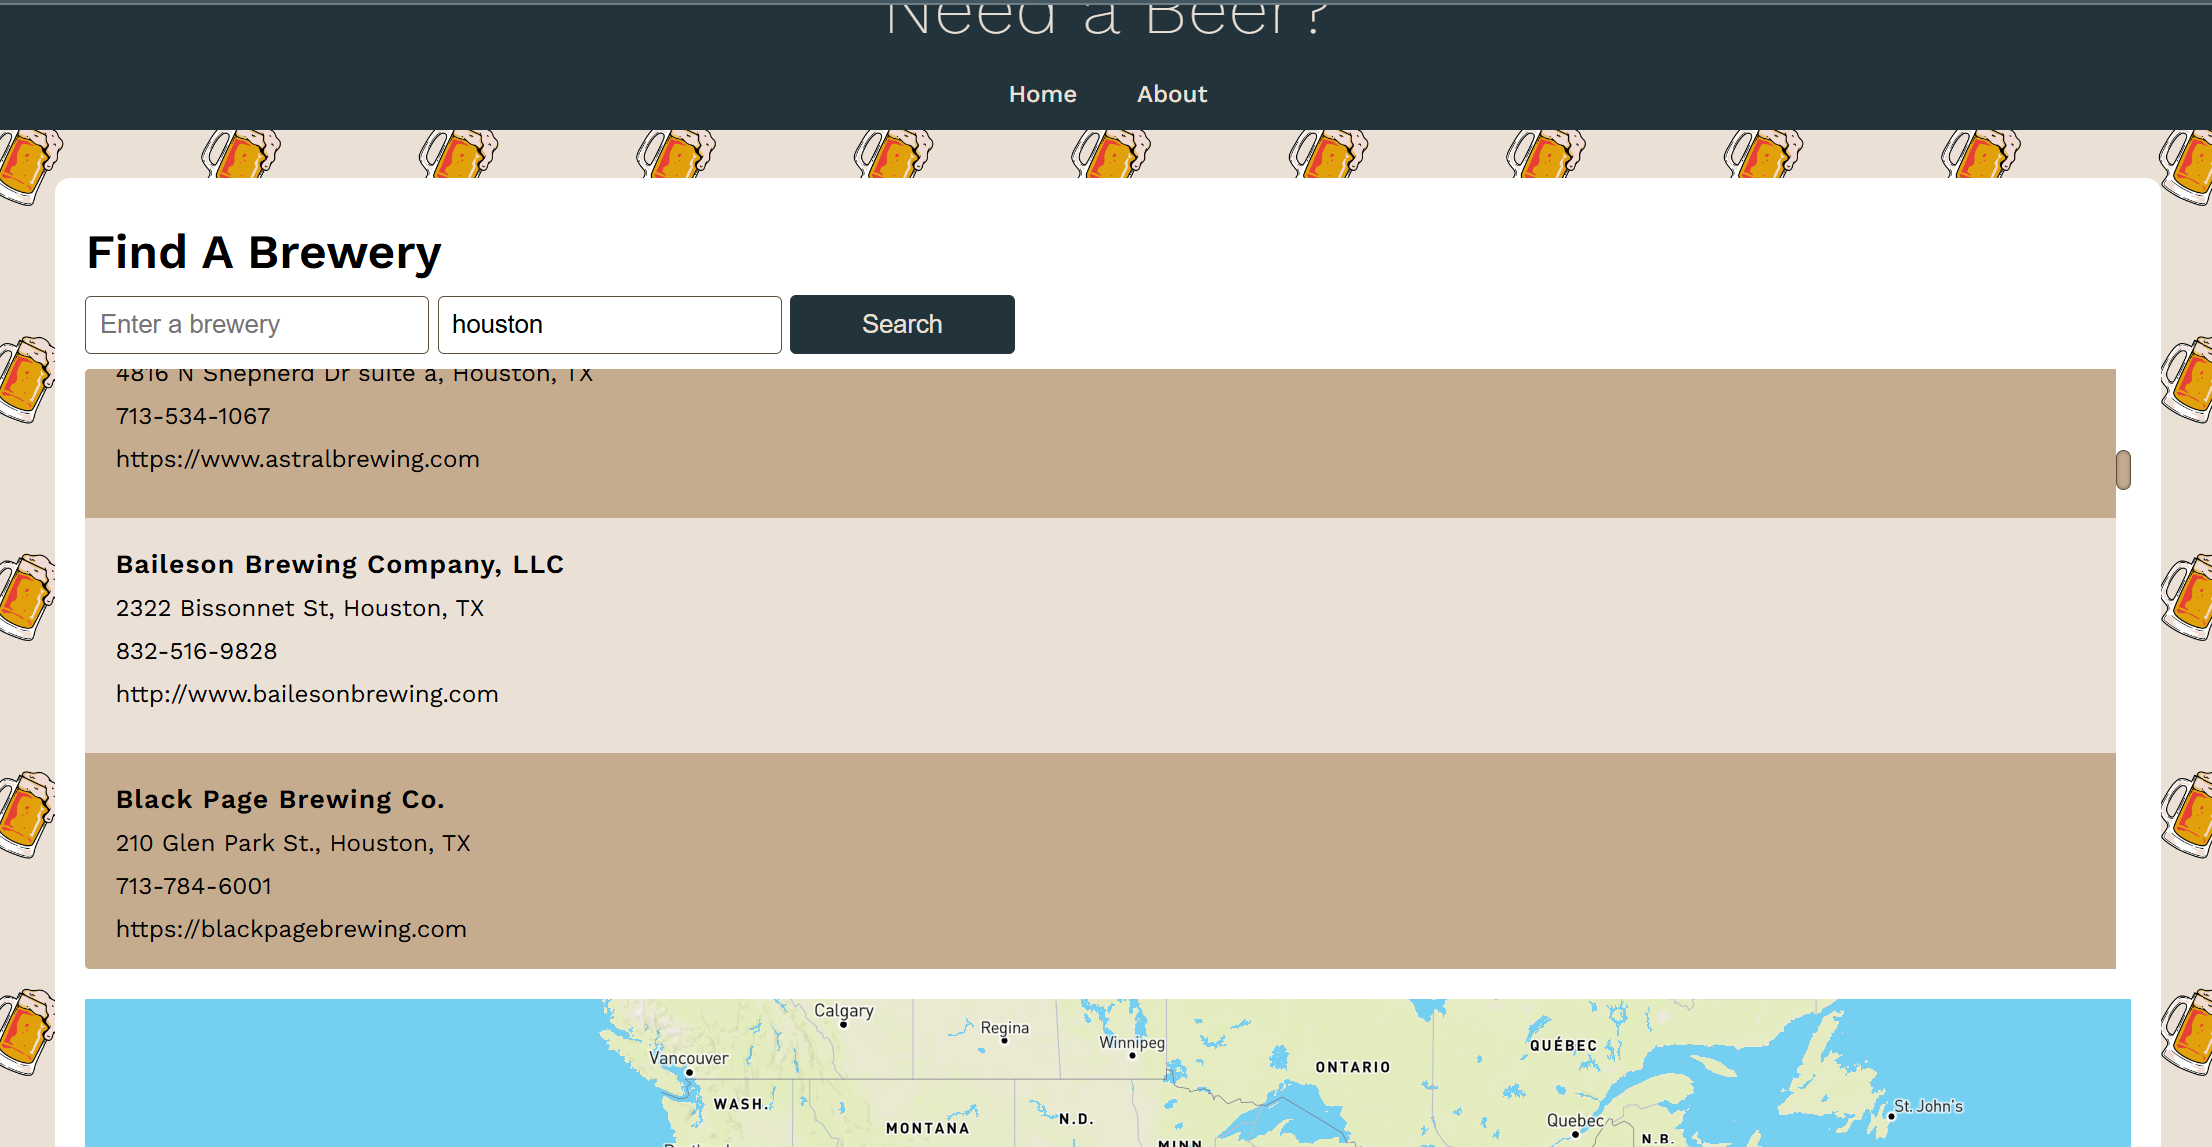 Need a Beer?
Home About
Find A Brewery
Enter a brewery houston Search
4816 N Shepherd Dr suite a, Houston, TX
713-534-1067
https://www.astralbrewing.com
Baileson Brewing Company, LLC
2322 Bissonnet St, Houston, TX
832-516-9828
http://www.bailesonbrewing.com
Black Page Brewing Co.
210 Glen Park St., Houston, TX
713-784-6001
https://blackpagebrewing.com
Calgary
Regina
Winnipeg
Vancouver
ONTARIO
QUÉBEC
WASH.
MONTANA
N.D.
MINN
Quebec
St. John's
N.B.